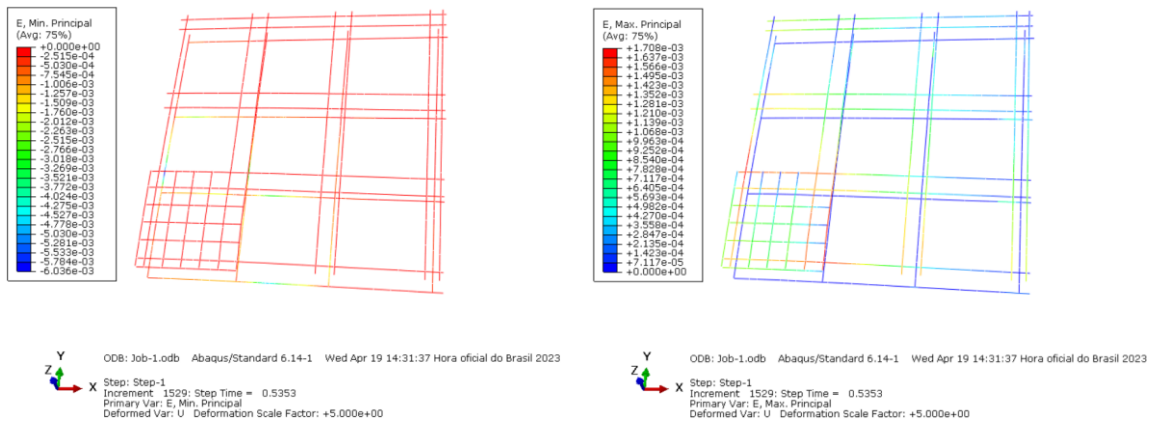 E, Min. Principal
(Avg: 75%)
+0.000e+00
-2.515e-04
-5.030e-04
-7.545e-04
-1.006e-03
-1.257e-03
-1.509e-03
-1.760e-03
-2.012e-03
-2.263e-03
-2.515e-03
-2.766e-03
-3.018e-03
-3.269e-03
-3.521e-03
-3.772e-03
-4.024e-03
-4.275e-03
-4.527e-03
-4.778e-03
-5.030e-03
-5.281e-03
-5.533e-03
-5.784e-03
-6.036e-03
Y
Z
X
ODB: Job-1.odb Abaqus/Standard 6.14-1 Wed Apr 19 14:31:37 Hora oficial do Brasil 2023
Step: Step-1
Increment 1529: Step Time = 0.5353
Primary Var: E, Min. Principal
Deformed Var: U Deformation Scale Factor: +5.000e+00
E, Max. Principal
(Avg: 75%)
+1.708e-03
+1.637e-03
+1.566e-03
+1.495e-03
+1.423e-03
+1.352e-03
+1.281e-03
+1.210e-03
+1.139e-03
+1.068e-03
+9.963e-04
+9.252e-04
+8.540e-04
+7.828e-04
+7.117e-04
+6.405e-04
+5.693e-04
+4.982e-04
+4.270e-04
+3.558e-04
+2.847e-04
+2.135e-04
+1.423e-04
+7.117e-05
+0.000e+00
Y
Z
X
ODB: Job-1.odb Abaqus/Standard 6.14-1 Wed Apr 19 14:31:37 Hora oficial do Brasil 2023
Step: Step-1
Increment 1529: Step Time = 0.5353
Primary Var: E, Max. Principal
Deformed Var: U Deformation Scale Factor: +5.000e+00